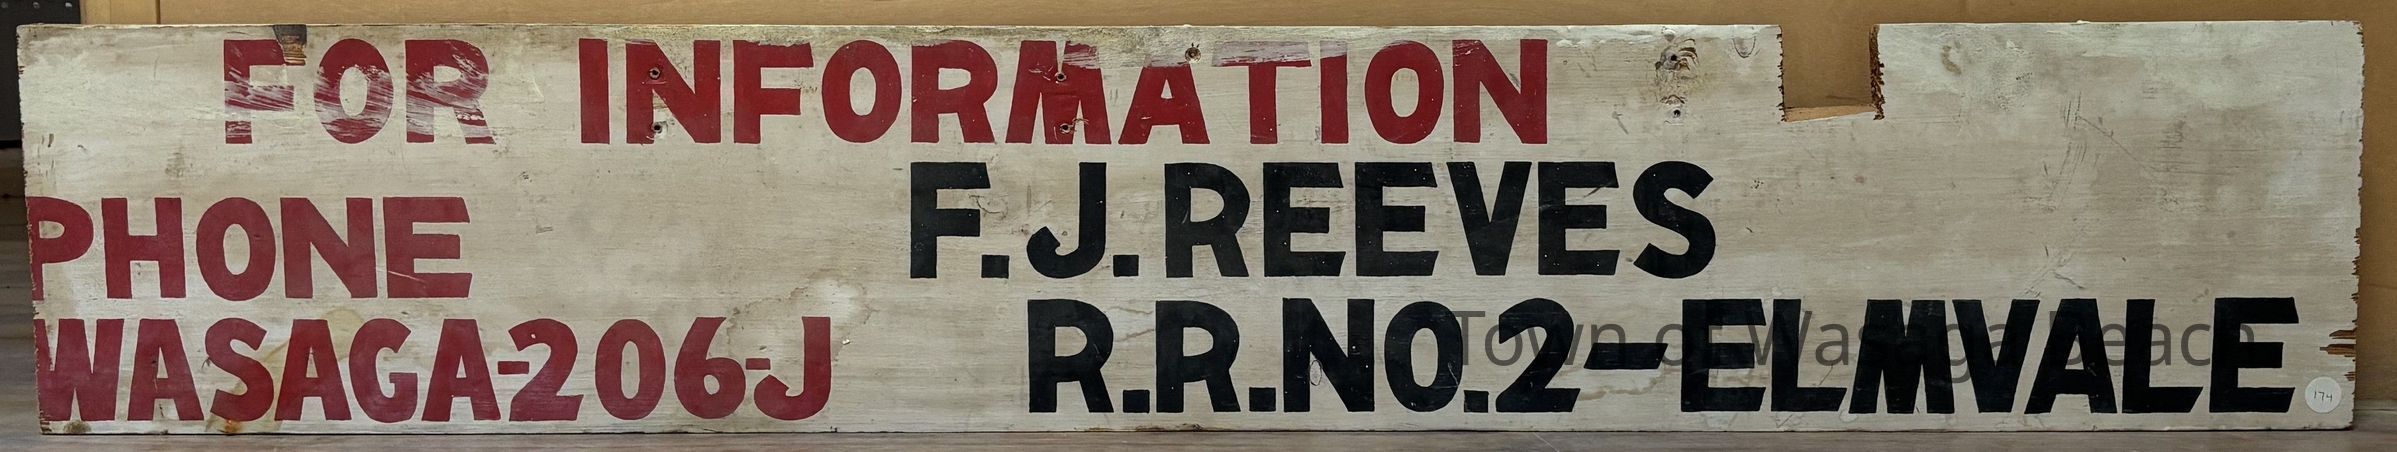 FOR INFORMATION
F.J. REEVES
PHONE
WASAGA-206-J
R.R.NO.2-ELMVALE
Town of Wasaga Beach
174